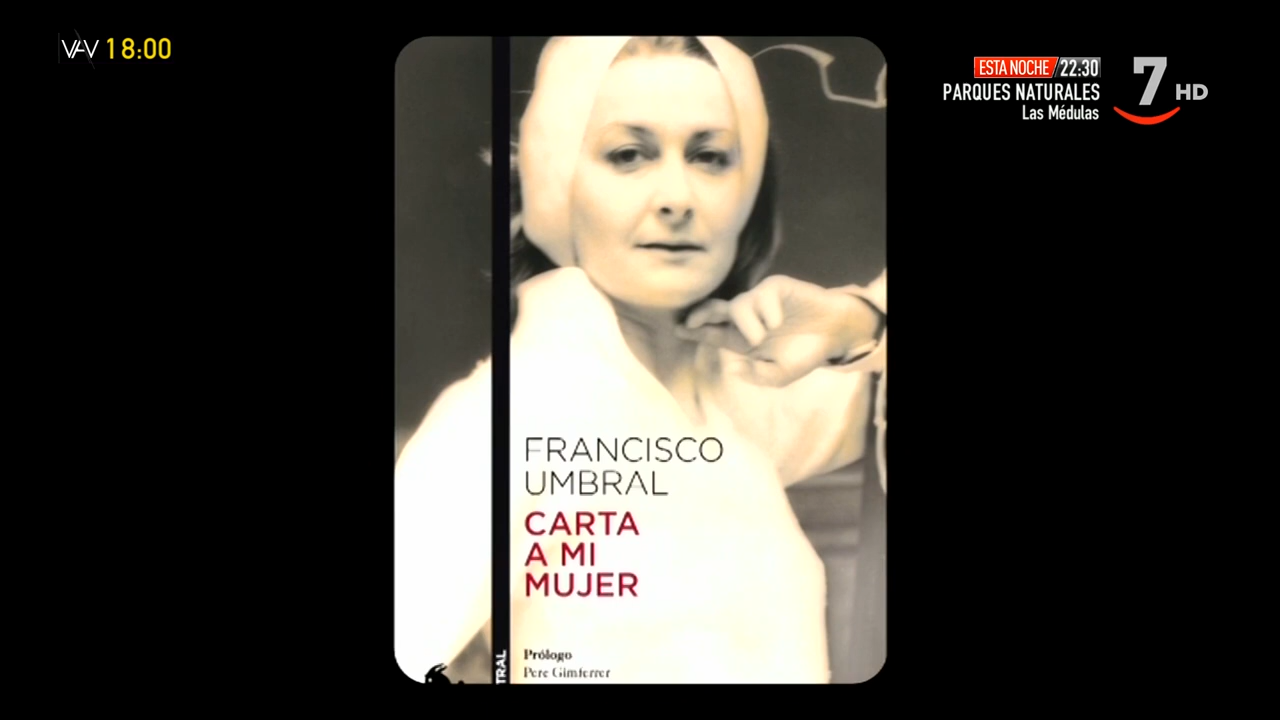 VAV 18:00
ESTA NOCHE 22:30
PARQUES NATURALES
Las Médulas
7 HD
FRANCISCO
UMBRAL
CARTA
A MI
MUJER
Prólogo
Pere Gimferrer
TRAL